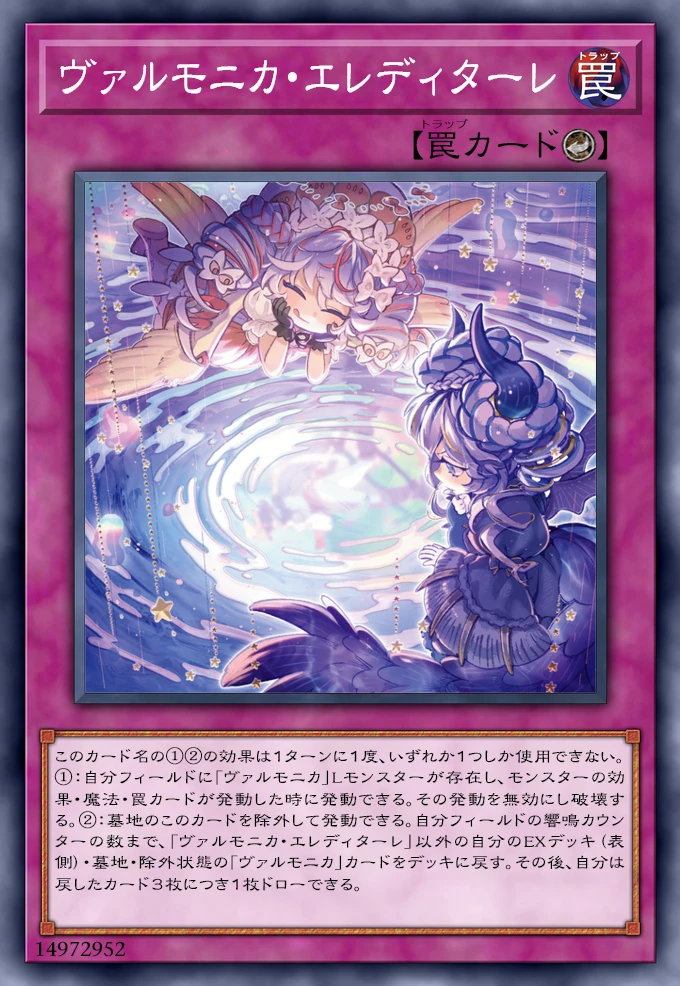 ヴァルモニカ・エレディターレ
トラップ
罠
トラップ
【罠カード】
このカード名の①②の効果は1ターンに1度、いずれか1つしか使用できない。
①：自分フィールドに「ヴァルモニカ」Lモンスターが存在し、モンスターの効
果・魔法・罠カードが発動した時に発動できる。その発動を無効にし破壊す
る。②：墓地のこのカードを除外して発動できる。自分フィールドの響鳴カウン
ターの数まで、「ヴァルモニカ・エレディターレ」以外の自分のEXデッキ（表
側）・墓地・除外状態の「ヴァルモニカ」カードをデッキに戻す。その後、自分は
戻したカード3枚につき1枚ドローできる。
14972952